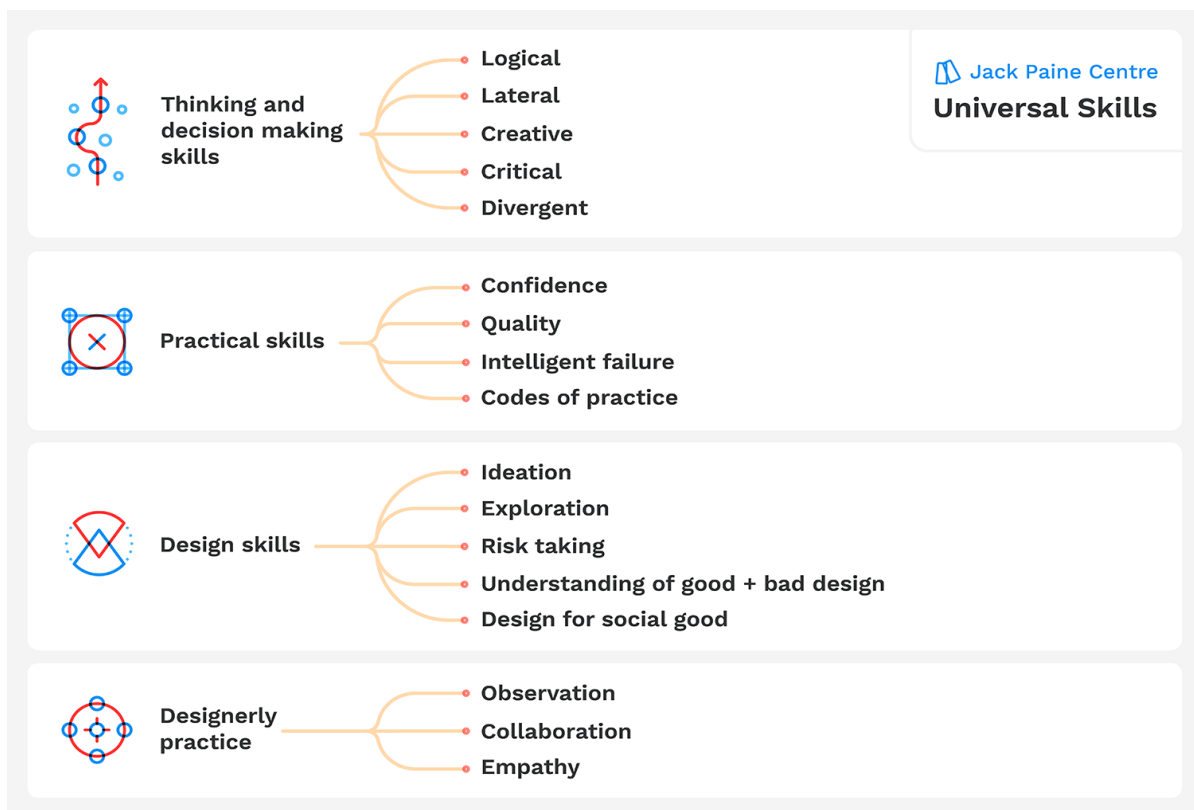 Jack Paine Centre
Universal Skills
Thinking and
decision making
skills
Logical
Lateral
Creative
Critical
Divergent
Practical skills
Confidence
Quality
Intelligent failure
Codes of practice
Design skills
Ideation
Exploration
Risk taking
Understanding of good + bad design
Design for social good
Designerly
practice
Observation
Collaboration
Empathy